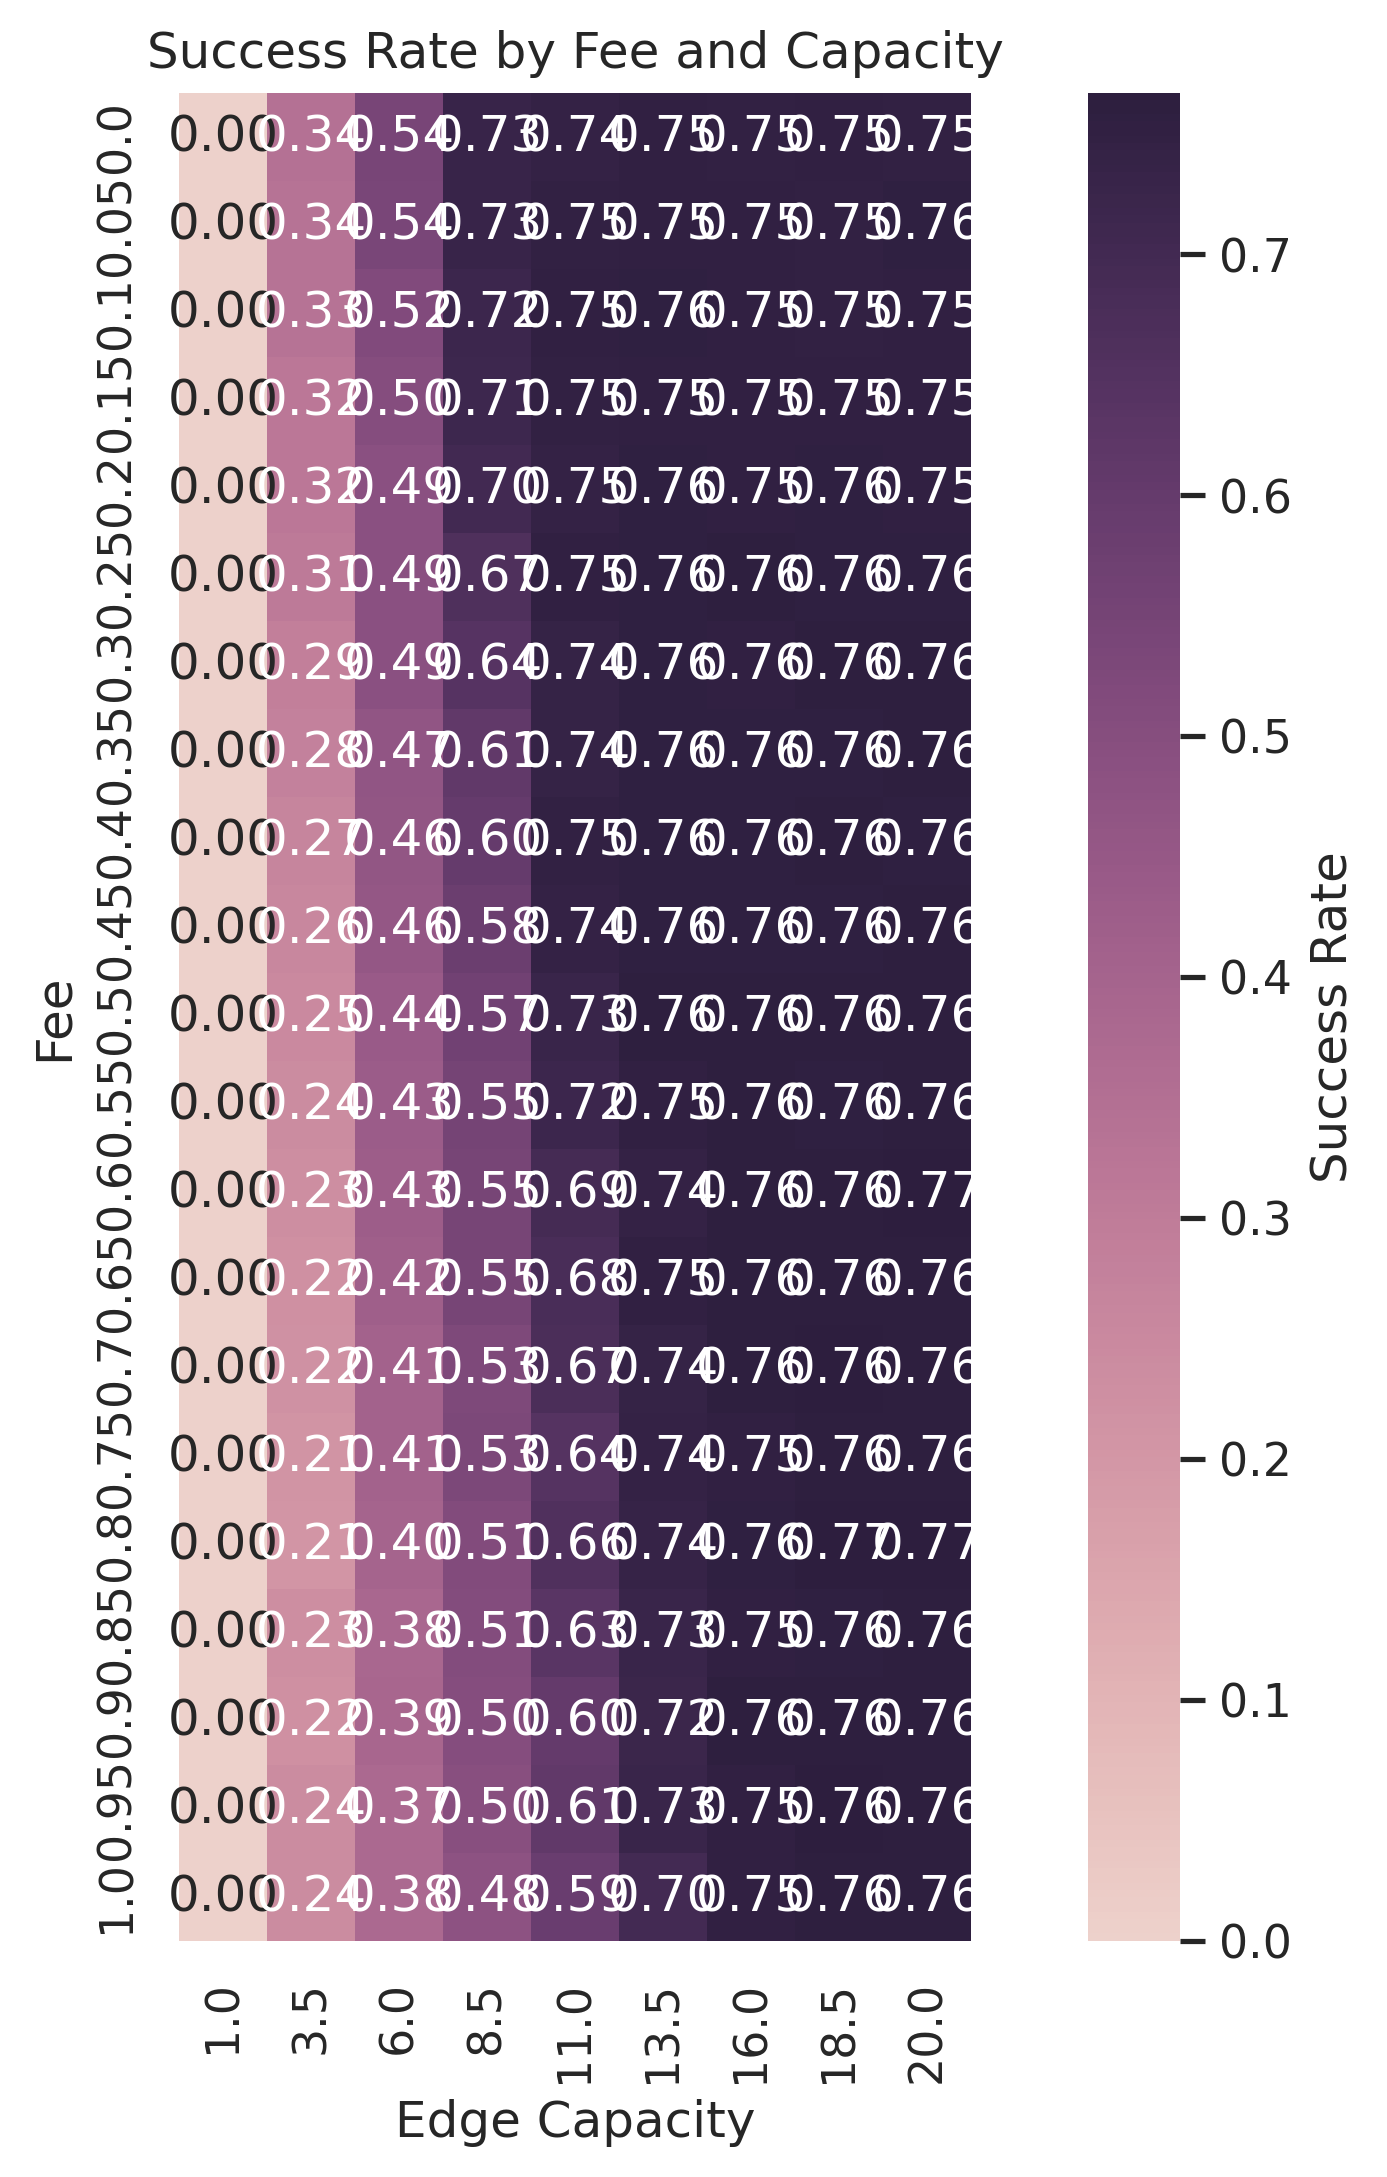 Success Rate by Fee and Capacity
0.0 0.00 0.34 0.54 0.73 0.74 0.75 0.75 0.75 0.75
0.05 0.00 0.34 0.54 0.73 0.75 0.75 0.75 0.75 0.76
0.1 0.00 0.33 0.52 0.72 0.75 0.76 0.75 0.75 0.75
0.15 0.00 0.32 0.50 0.71 0.75 0.75 0.75 0.75 0.75
0.2 0.00 0.32 0.49 0.70 0.75 0.76 0.75 0.76 0.75
0.25 0.00 0.31 0.49 0.67 0.75 0.76 0.76 0.76 0.76
0.3 0.00 0.29 0.49 0.64 0.74 0.76 0.76 0.76 0.76
0.35 0.00 0.28 0.47 0.61 0.74 0.76 0.76 0.76 0.76
0.4 0.00 0.27 0.46 0.60 0.75 0.76 0.76 0.76 0.76
0.45 0.00 0.26 0.46 0.58 0.74 0.76 0.76 0.76 0.76
0.5 0.00 0.25 0.44 0.57 0.73 0.76 0.76 0.76 0.76
0.55 0.00 0.24 0.43 0.55 0.72 0.75 0.76 0.76 0.76
0.6 0.00 0.23 0.43 0.55 0.69 0.74 0.76 0.76 0.77
0.65 0.00 0.22 0.42 0.55 0.68 0.75 0.76 0.76 0.76
0.7 0.00 0.22 0.41 0.53 0.67 0.74 0.76 0.76 0.76
0.75 0.00 0.21 0.41 0.53 0.64 0.74 0.75 0.76 0.76
0.8 0.00 0.21 0.40 0.51 0.66 0.74 0.76 0.77 0.77
0.85 0.00 0.23 0.38 0.51 0.63 0.73 0.75 0.76 0.76
0.9 0.00 0.22 0.39 0.50 0.60 0.72 0.76 0.76 0.76
0.95 0.00 0.24 0.37 0.50 0.61 0.73 0.75 0.76 0.76
1.0 0.00 0.24 0.38 0.48 0.59 0.70 0.75 0.76 0.76
Fee
1.0 3.5 6.0 8.5 11.0 13.5 16.0 18.5 20.0
Edge Capacity
0.7
0.6
0.5
0.4
0.3
0.2
0.1
0.0
Success Rate